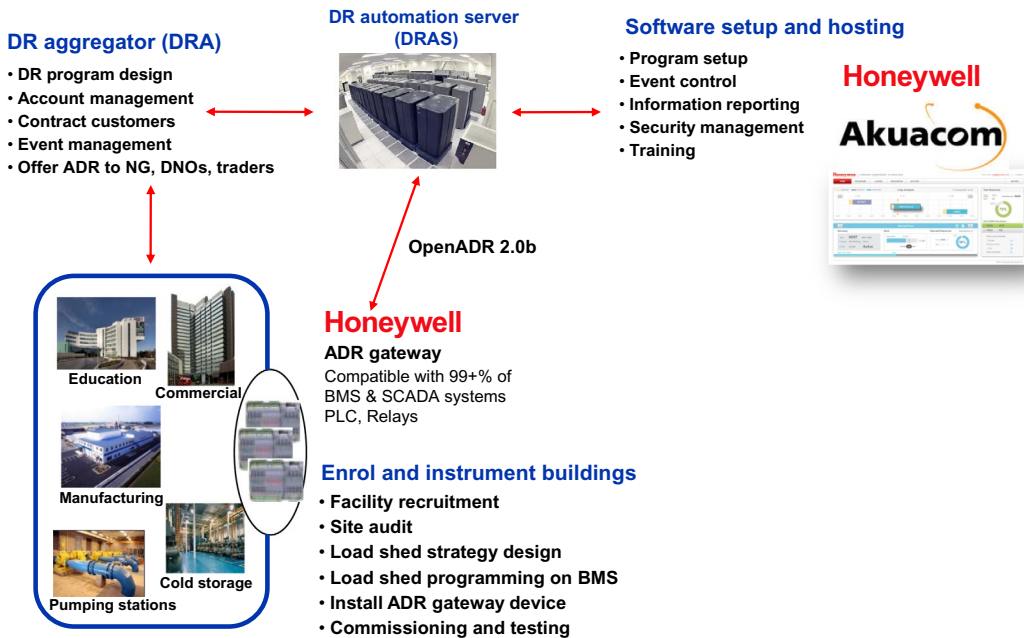 DR aggregator (DRA)
• DR program design
• Account management
• Contract customers
• Event management
• Offer ADR to NG, DNOs, traders
DR automation server
(DRAS)
Software setup and hosting
• Program setup
• Event control
• Information reporting
• Security management
• Training
Honeywell
Akuacom
OpenADR 2.0b
Honeywell
ADR gateway
Compatible with 99+% of
BMS & SCADA systems
PLC, Relays
Education
Commercial
Manufacturing
Cold storage
Pumping stations
Enrol and instrument buildings
• Facility recruitment
• Site audit
• Load shed strategy design
• Load shed programming on BMS
• Install ADR gateway device
• Commissioning and testing